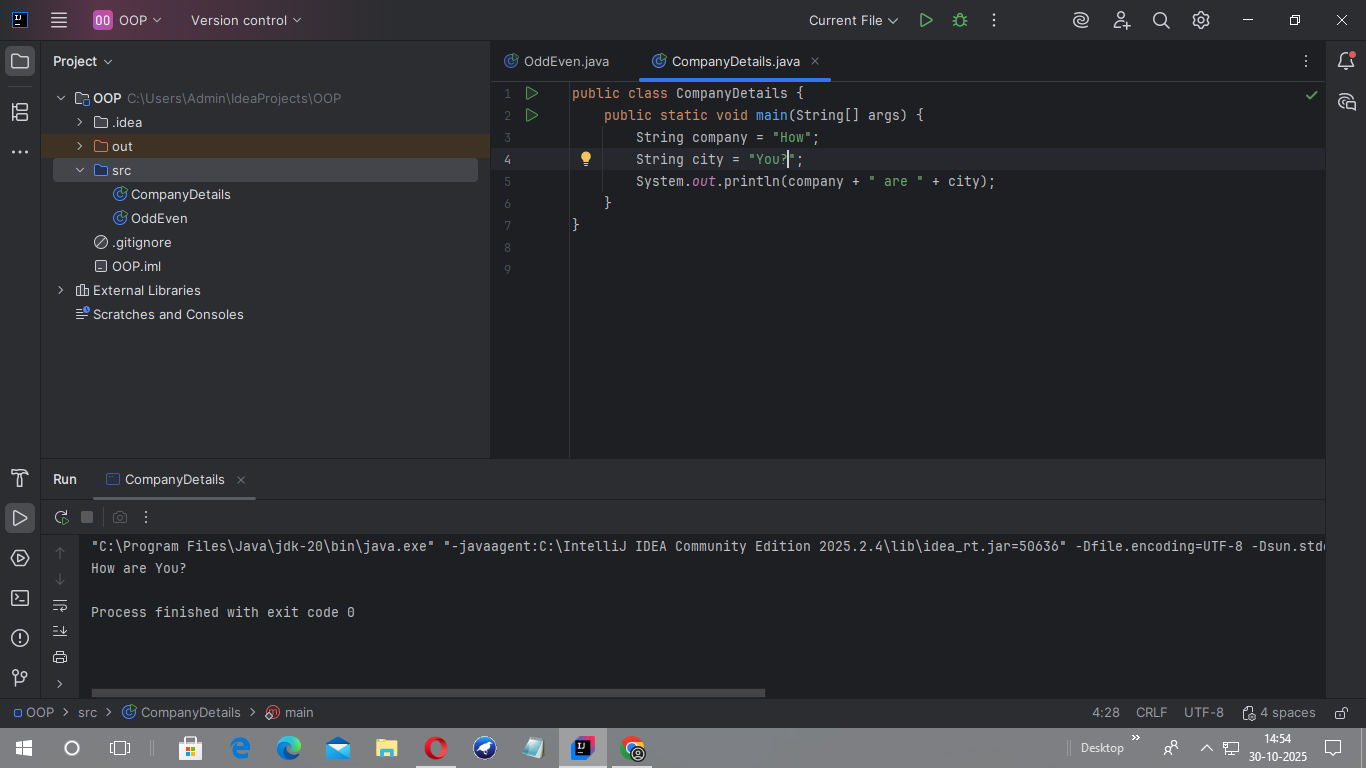 OO OOP Version control Current File
Project
OddEven.java CompanyDetails.java
OOP C:\Users\Admin\IdeaProjects\OOP
.idea
out
src
CompanyDetails
OddEven
.gitignore
OOP.iml
External Libraries
Scratches and Consoles
1 public class CompanyDetails {
2 public static void main(String[] args) {
3 String company = "How";
4 String city = "You?";
5 System.out.println(company + " are " + city);
6 }
7 }
8
9
Run CompanyDetails
"C:\Program Files\Java\jdk-20\bin\java.exe" "-javaagent:C:\IntelliJ IDEA Community Edition 2025.2.4\lib\idea_rt.jar=50636" -Dfile.encoding=UTF-8 -Dsun.stdo
How are You?
Process finished with exit code 0
OOP > src > CompanyDetails > main 4:28 CRLF UTF-8 4 spaces
Desktop 14:54
30-10-2025